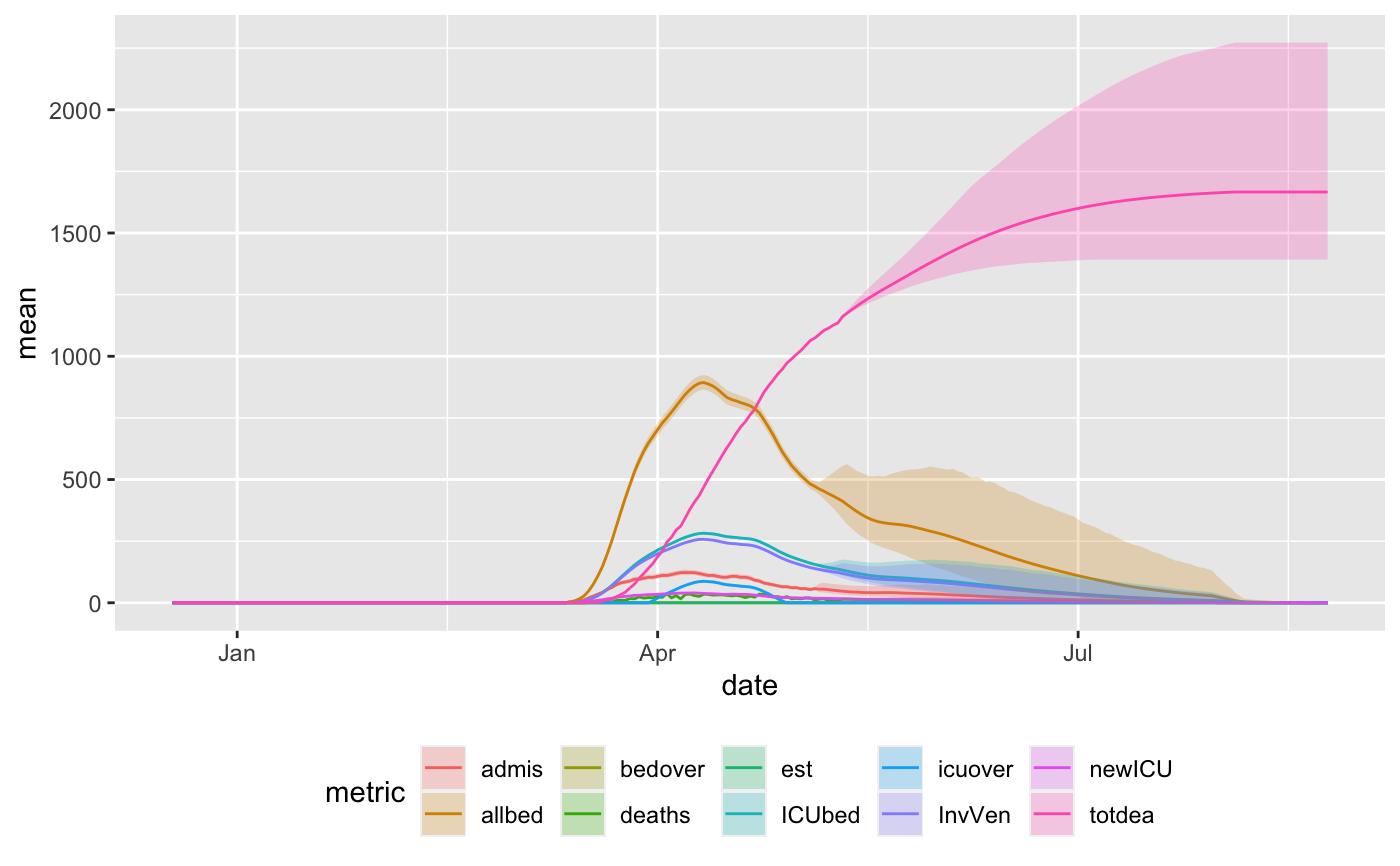 2000
1500
1000
500
0
mean
Jan Apr Jul
date
metric
admis bedover est icuover newICU
allbed deaths ICUbed InvVen totdea